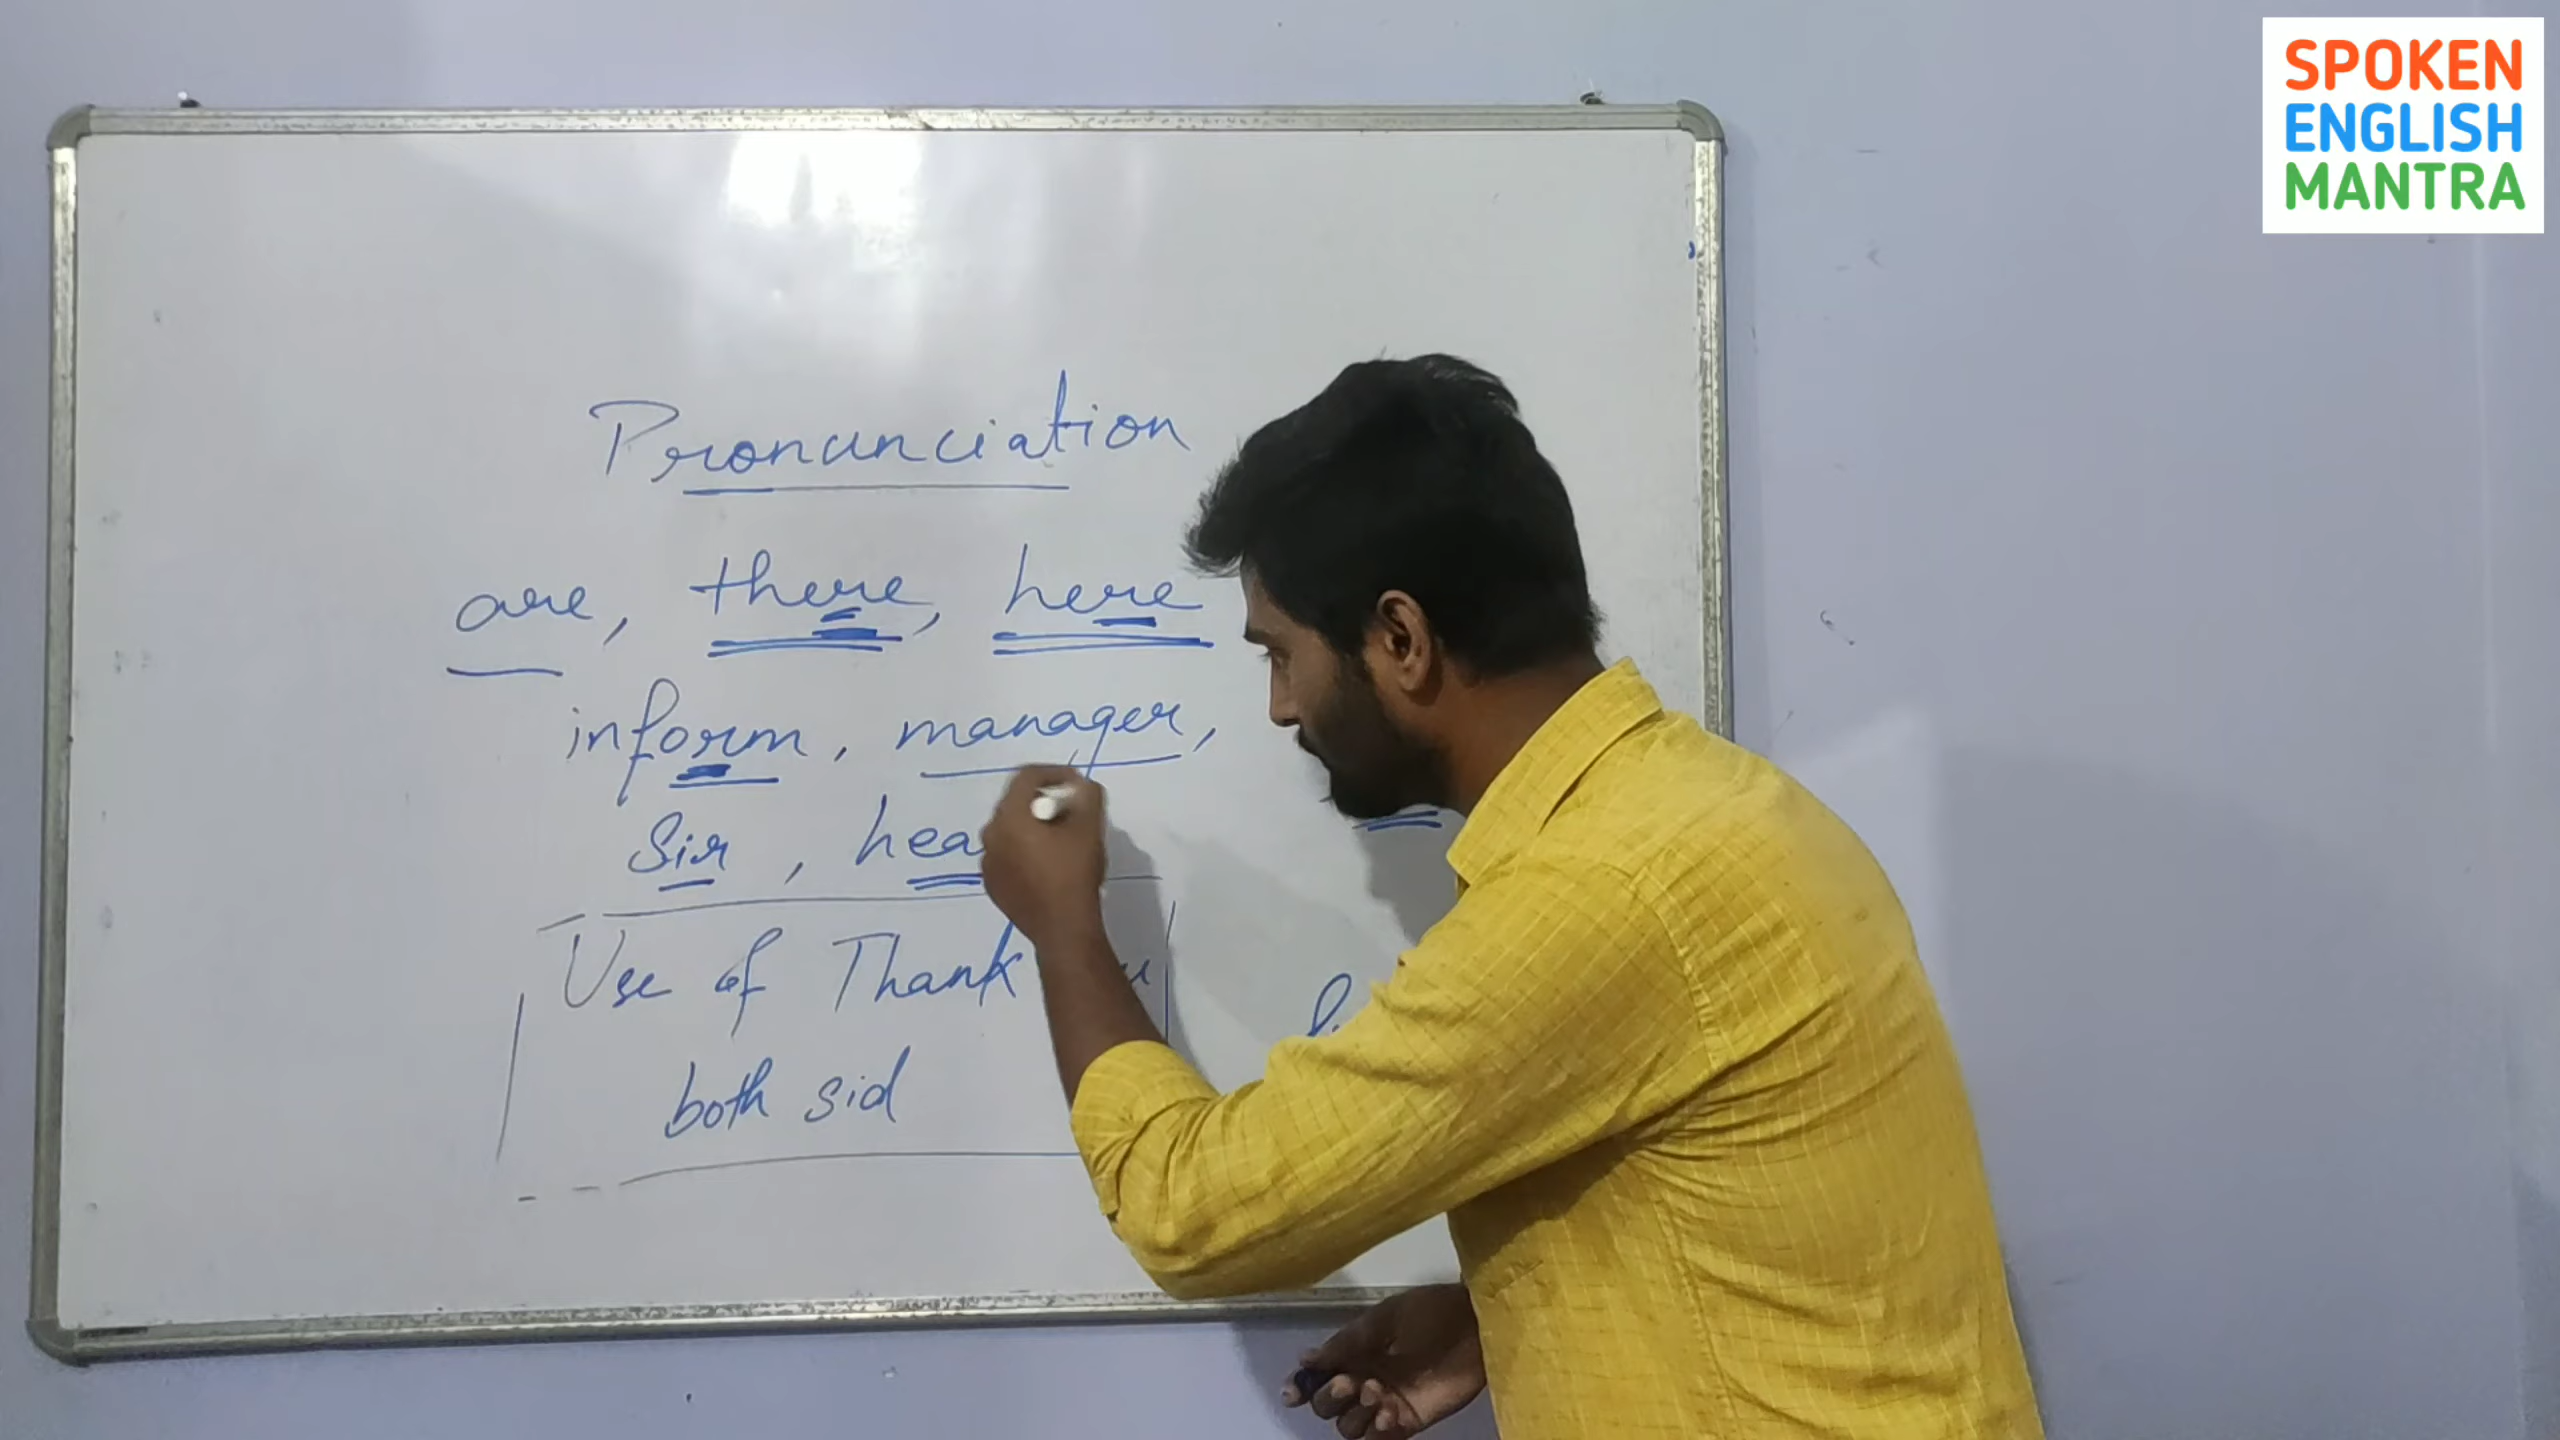 SPOKEN
ENGLISH
MANTRA
Pronunciation
are, there, here
inform, manager,
Sir, hea
Use of Thank
both sid